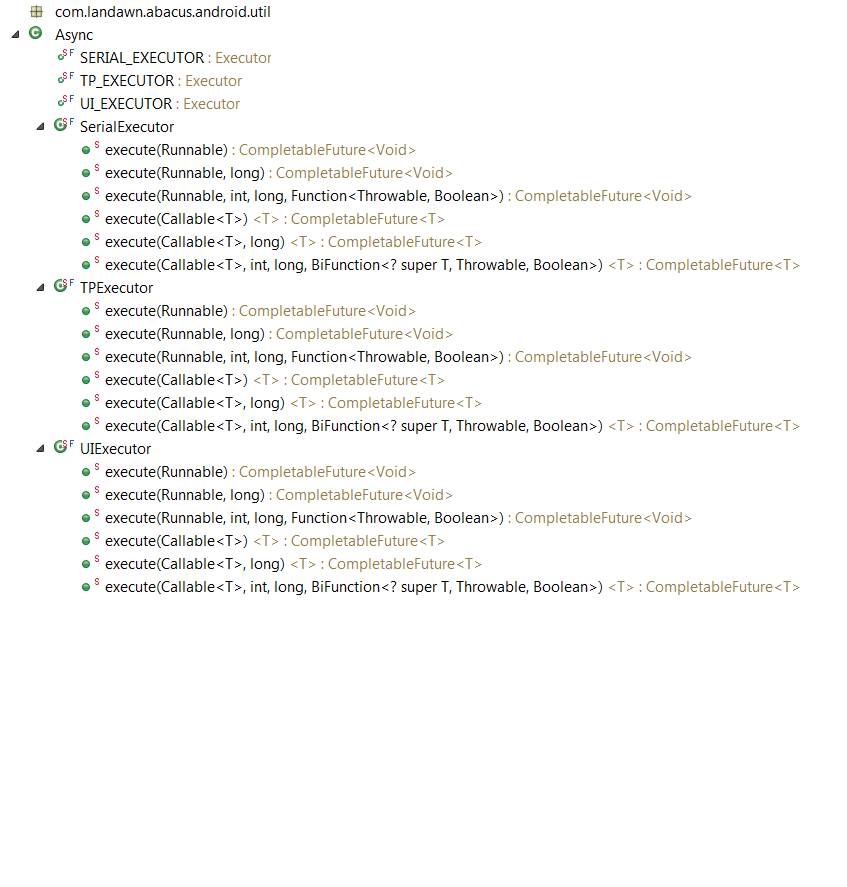 com.landawn.abacus.android.util
Async
SERIAL_EXECUTOR : Executor
TP_EXECUTOR : Executor
UI_EXECUTOR : Executor
SerialExecutor
execute(Runnable) : CompletableFuture<Void>
execute(Runnable, long) : CompletableFuture<Void>
execute(Runnable, int, long, Function<Throwable, Boolean>) : CompletableFuture<Void>
execute(Callable<T>) <T> : CompletableFuture<T>
execute(Callable<T>, long) <T> : CompletableFuture<T>
execute(Callable<T>, int, long, BiFunction<? super T, Throwable, Boolean>) <T> : CompletableFuture<T>
TPExecutor
execute(Runnable) : CompletableFuture<Void>
execute(Runnable, long) : CompletableFuture<Void>
execute(Runnable, int, long, Function<Throwable, Boolean>) : CompletableFuture<Void>
execute(Callable<T>) <T> : CompletableFuture<T>
execute(Callable<T>, long) <T> : CompletableFuture<T>
execute(Callable<T>, int, long, BiFunction<? super T, Throwable, Boolean>) <T> : CompletableFuture<T>
UIExecutor
execute(Runnable) : CompletableFuture<Void>
execute(Runnable, long) : CompletableFuture<Void>
execute(Runnable, int, long, Function<Throwable, Boolean>) : CompletableFuture<Void>
execute(Callable<T>) <T> : CompletableFuture<T>
execute(Callable<T>, long) <T> : CompletableFuture<T>
execute(Callable<T>, int, long, BiFunction<? super T, Throwable, Boolean>) <T> : CompletableFuture<T>